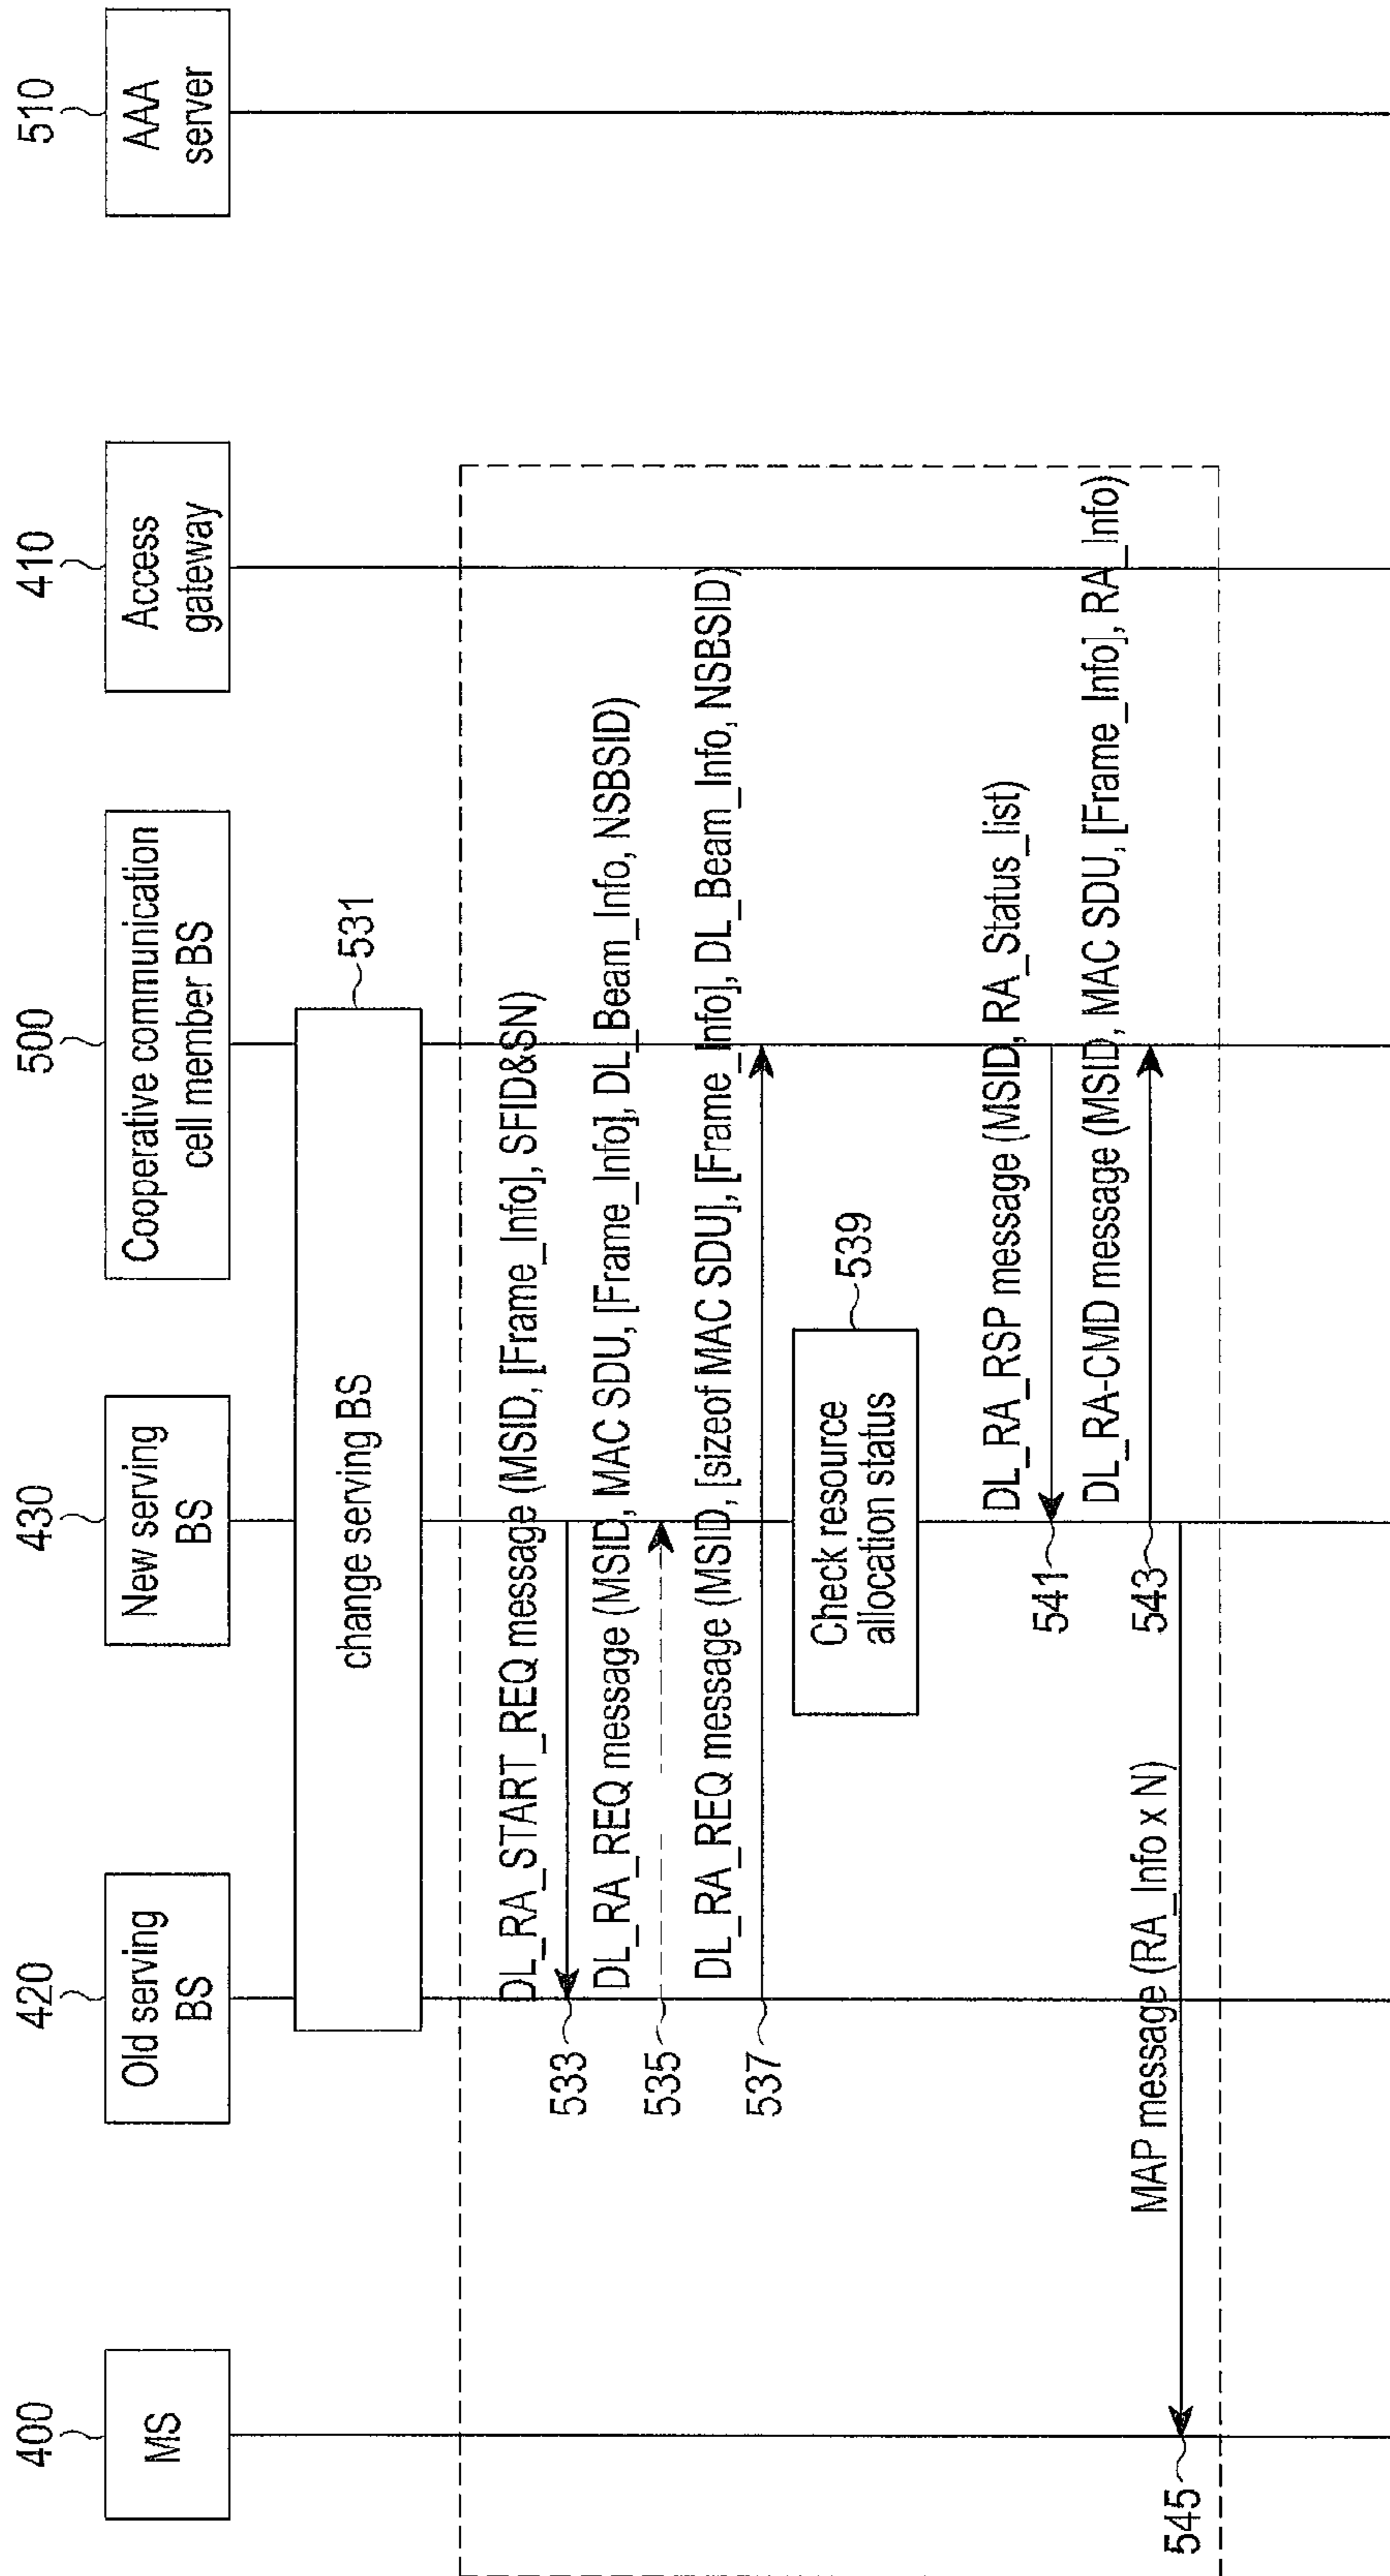 400
420
430
500
410
510
MS
Old serving
BS
New serving
BS
Cooperative communication
cell member BS
Access
gateway
AAA
server
change serving BS
531
DL_RA_START_REQ message (MSID, [Frame_Info], SFID&SN)
533
DL_RA_REQ message (MSID, MAC SDU, [Frame_Info], DL_Beam_Info, NSBSID)
535
DL_RA_REQ message (MSID, [sizeof MAC SDU], [Frame_Info], DL_Beam_Info, NSBSID)
537
Check resource
allocation status
539
DL_RA_RSP message (MSID, RA_Status_list)
541
DL_RA-CMD message (MSID, MAC SDU, [Frame_Info], RA_Info)
543
MAP message (RA_Info x N)
545